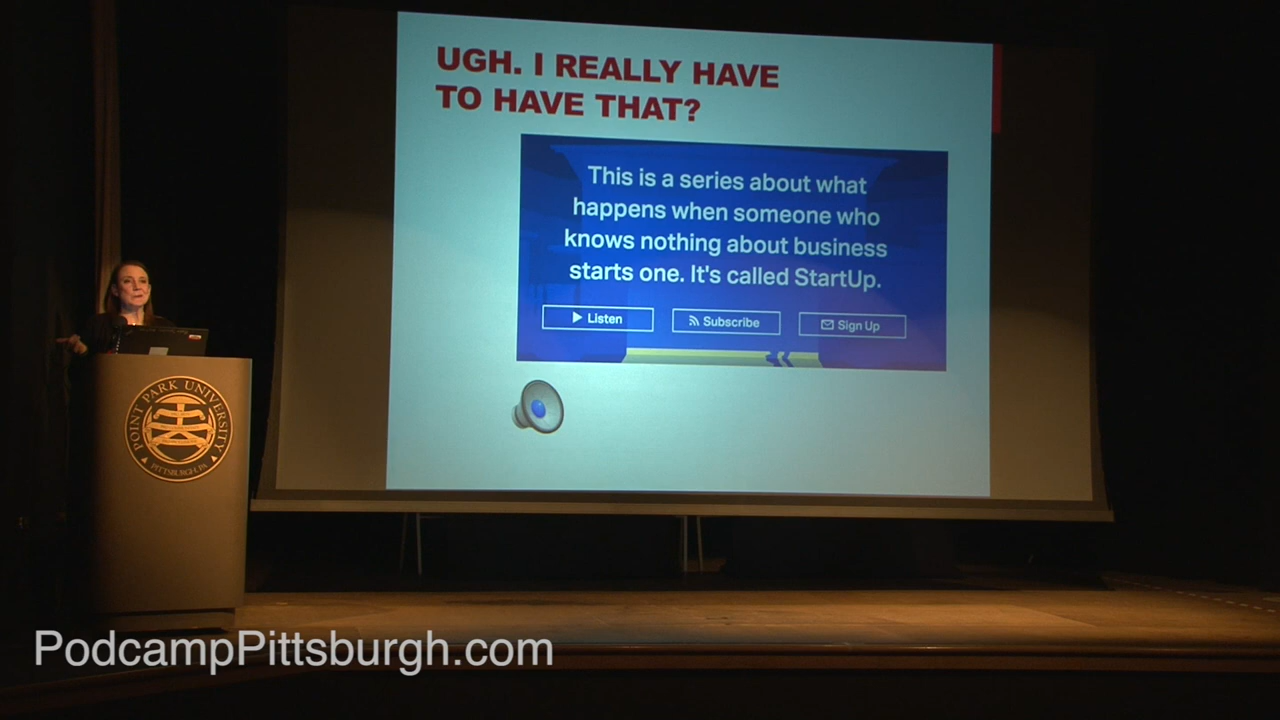 UGH. I REALLY HAVE
TO HAVE THAT?
This is a series about what
happens when someone who
knows nothing about business
starts one. It's called StartUp.
Listen
Subscribe
Sign Up
POINT PARK UNIVERSITY
PITTSBURGH, PA
PodcampPittsburgh.com